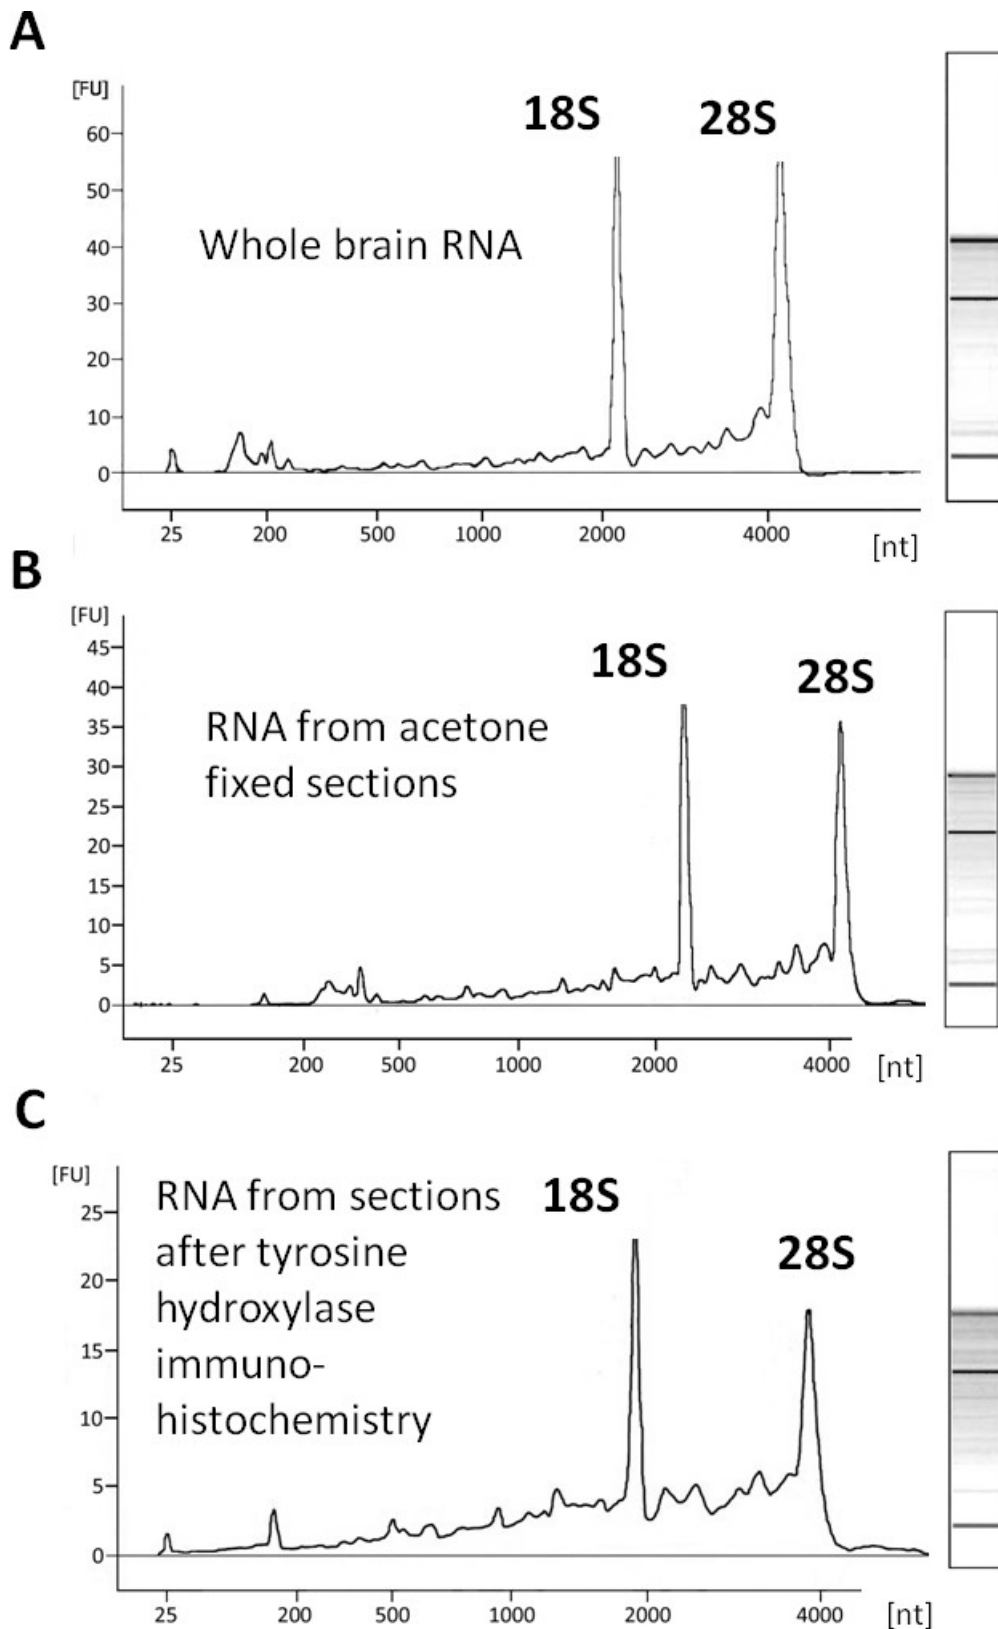 A
[FU]
18S
28S
60
50
40
30
20
10
0
Whole brain RNA
25 200 500 1000 2000 4000
[nt]
B
[FU]
18S
28S
45
40
35
30
25
20
15
10
5
0
RNA from acetone
fixed sections
25 200 500 1000 2000 4000
[nt]
C
[FU]
18S
28S
RNA from sections
after tyrosine
hydroxylase
immuno-
histochemistry
25
20
15
10
5
0
25 200 500 1000 2000 4000
[nt]